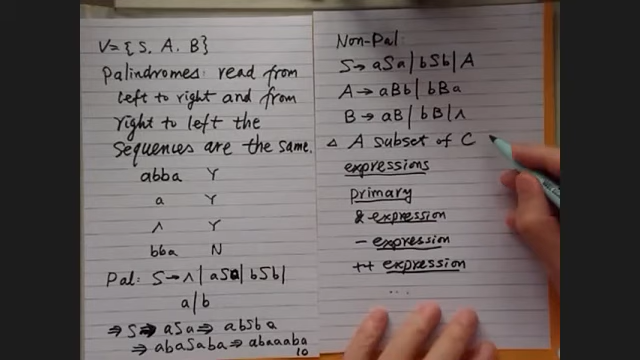 V={ S, A, B}
palindromes: read from
left to right and from
right to left the
sequences are the same.
abba Y
a Y
Λ Y
bba N
Pal: S→Λ| aSa| bSb|
a|b
⇒ S ⇒ aSa ⇒ abSba
⇒ abaSaba ⇒ abaaaba
10
Non-Pal:
S→aSa| bSb| A
A→aBb| bBa
B→aB| bB|Λ
△ A subset of C
expressions
primary
& expression
- expression
++ expression
...